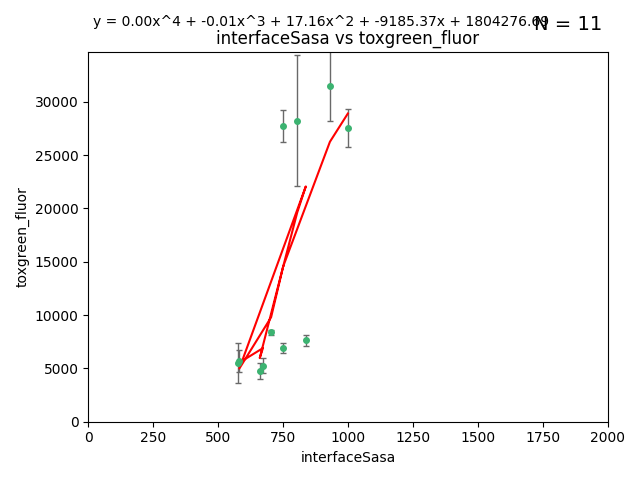 y = 0.00x^4 + -0.01x^3 + 17.16x^2 + -9185.37x + 1804276.69
N = 11
interfaceSasa vs toxgreen_fluor
30000
25000
20000
15000
10000
5000
0
toxgreen_fluor
0 250 500 750 1000 1250 1500 1750 2000
interfaceSasa